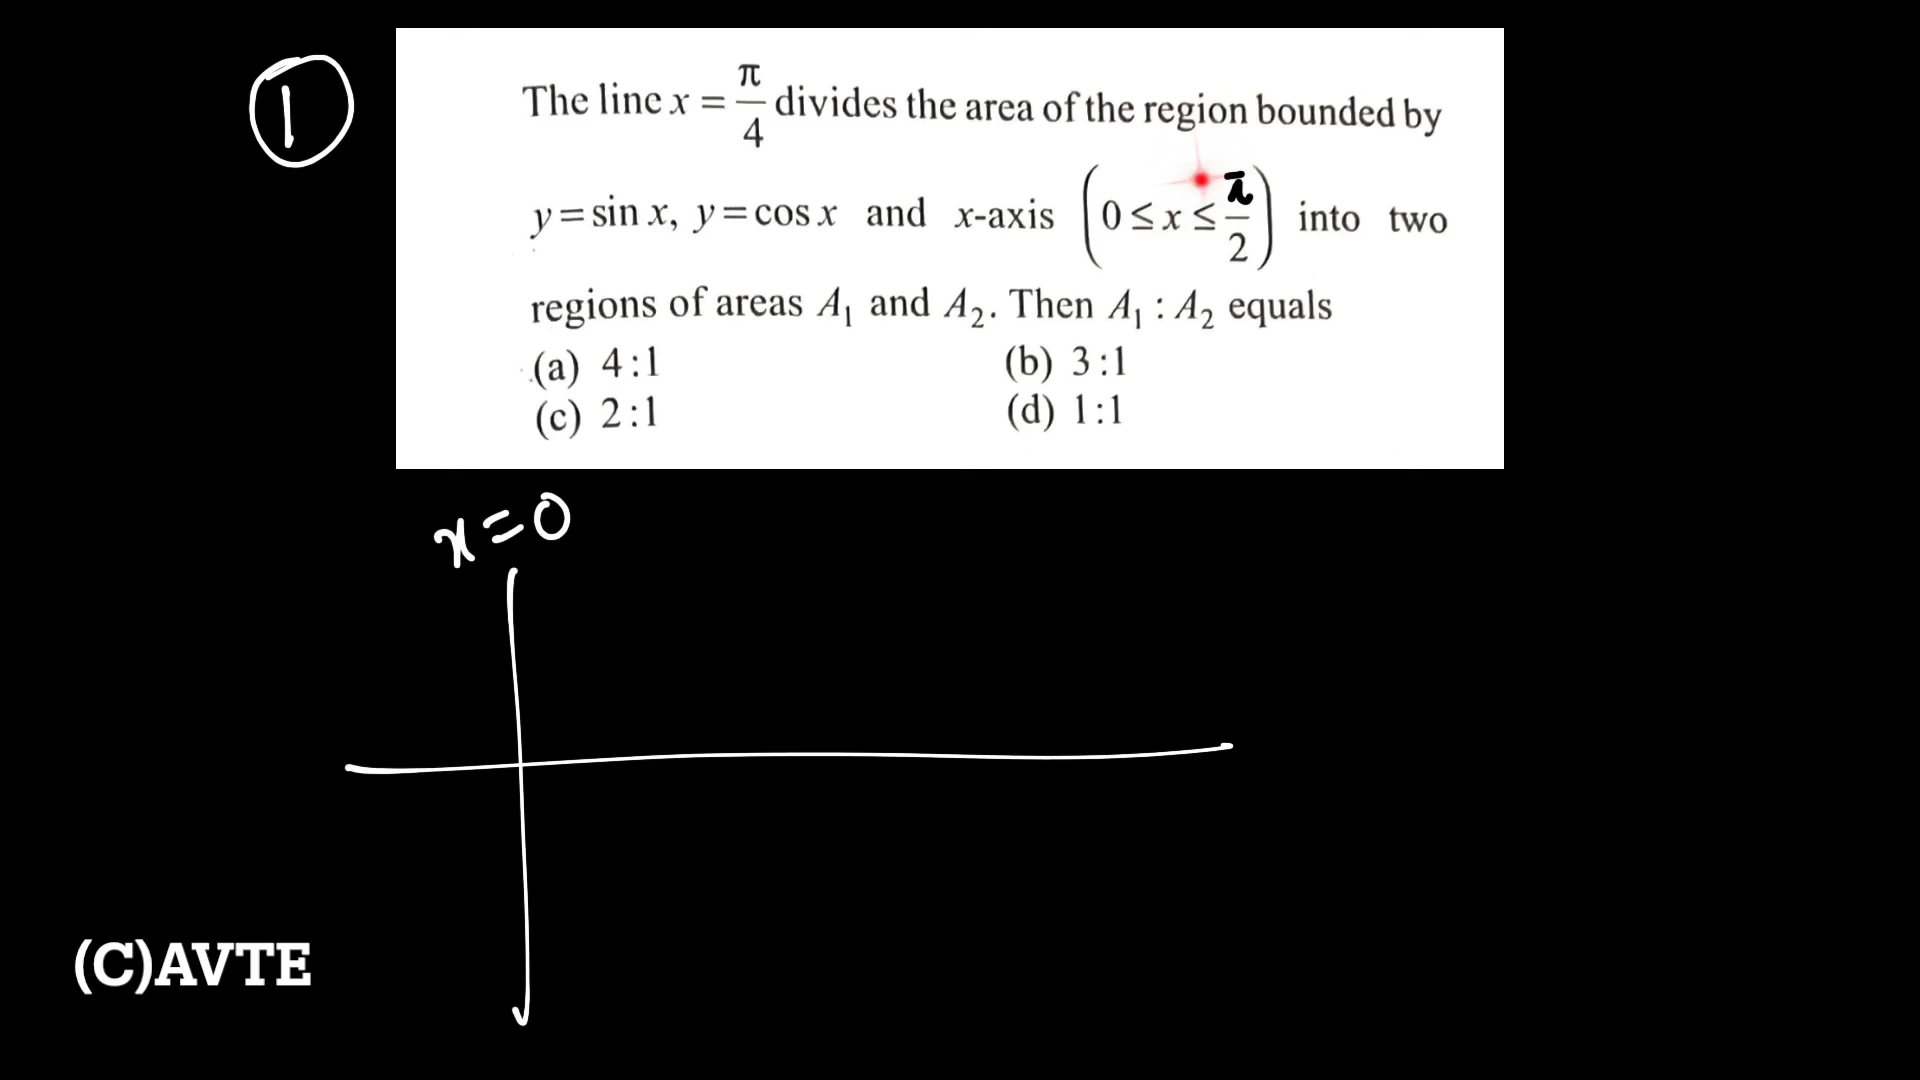 1
The line x = π/4 divides the area of the region bounded by
y = sin x, y = cos x and x-axis (0 ≤ x ≤ π/2) into two
regions of areas A₁ and A₂. Then A₁ : A₂ equals
(a) 4:1 (b) 3:1
(c) 2:1 (d) 1:1
x=0
(C)AVTE